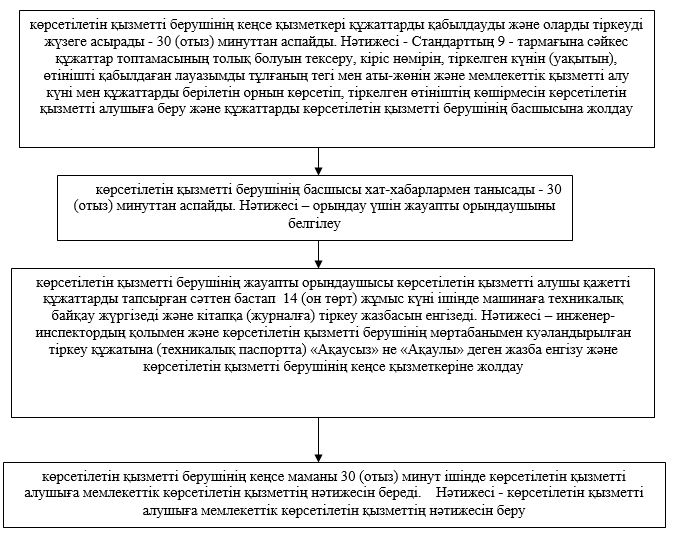 көрсетілетін қызметті берушінің кеңсе қызметкері құжаттарды қабылдауды және оларды тіркеуді
жүзеге асырады - 30 (отыз) минуттан аспайды. Нәтижесі - Стандарттың 9 - тармағына сәйкес
құжаттар топтамасының толық болуын тексеру, кіріс нөмірін, тіркелген күнін (уақытын),
өтінішті қабылдаған лауазымды тұлғаның тегі мен аты-жөнін және мемлекеттік қызметті алу
күні мен құжаттарды берілетін орнын көрсетіп, тіркелген өтініштің көшірмесін көрсетілетін
қызметті алушыға беру және құжаттарды көрсетілетін қызметті берушінің басшысына жолдау
көрсетілетін қызметті берушінің басшысы хат-хабарлармен танысады - 30
(отыз) минуттан аспайды. Нәтижесі – орындау үшін жауапты орындаушыны
белгілеу
көрсетілетін қызметті берушінің жауапты орындаушысы көрсетілетін қызметті алушы қажетті
құжаттарды тапсырған сәттен бастап 14 (он төрт) жұмыс күні ішінде машинаға техникалық
байқау жүргізеді және кітапқа (журналға) тіркеу жазбасын енгізеді. Нәтижесі – инженер-
инспектордың қолымен және көрсетілетін қызметті берушінің мөртабанымен куәландырылған
тіркеу құжатына (техникалық паспортта) «Ақаусыз» не «Ақаулы» деген жазба енгізу және
көрсетілетін қызметті берушінің кеңсе қызметкеріне жолдау
көрсетілетін қызметті берушінің кеңсе маманы 30 (отыз) минут ішінде көрсетілетін қызметті
алушыға мемлекеттік көрсетілетін қызметтің нәтижесін береді. Нәтижесі - көрсетілетін қызметті
алушыға мемлекеттік көрсетілетін қызметтің нәтижесін беру